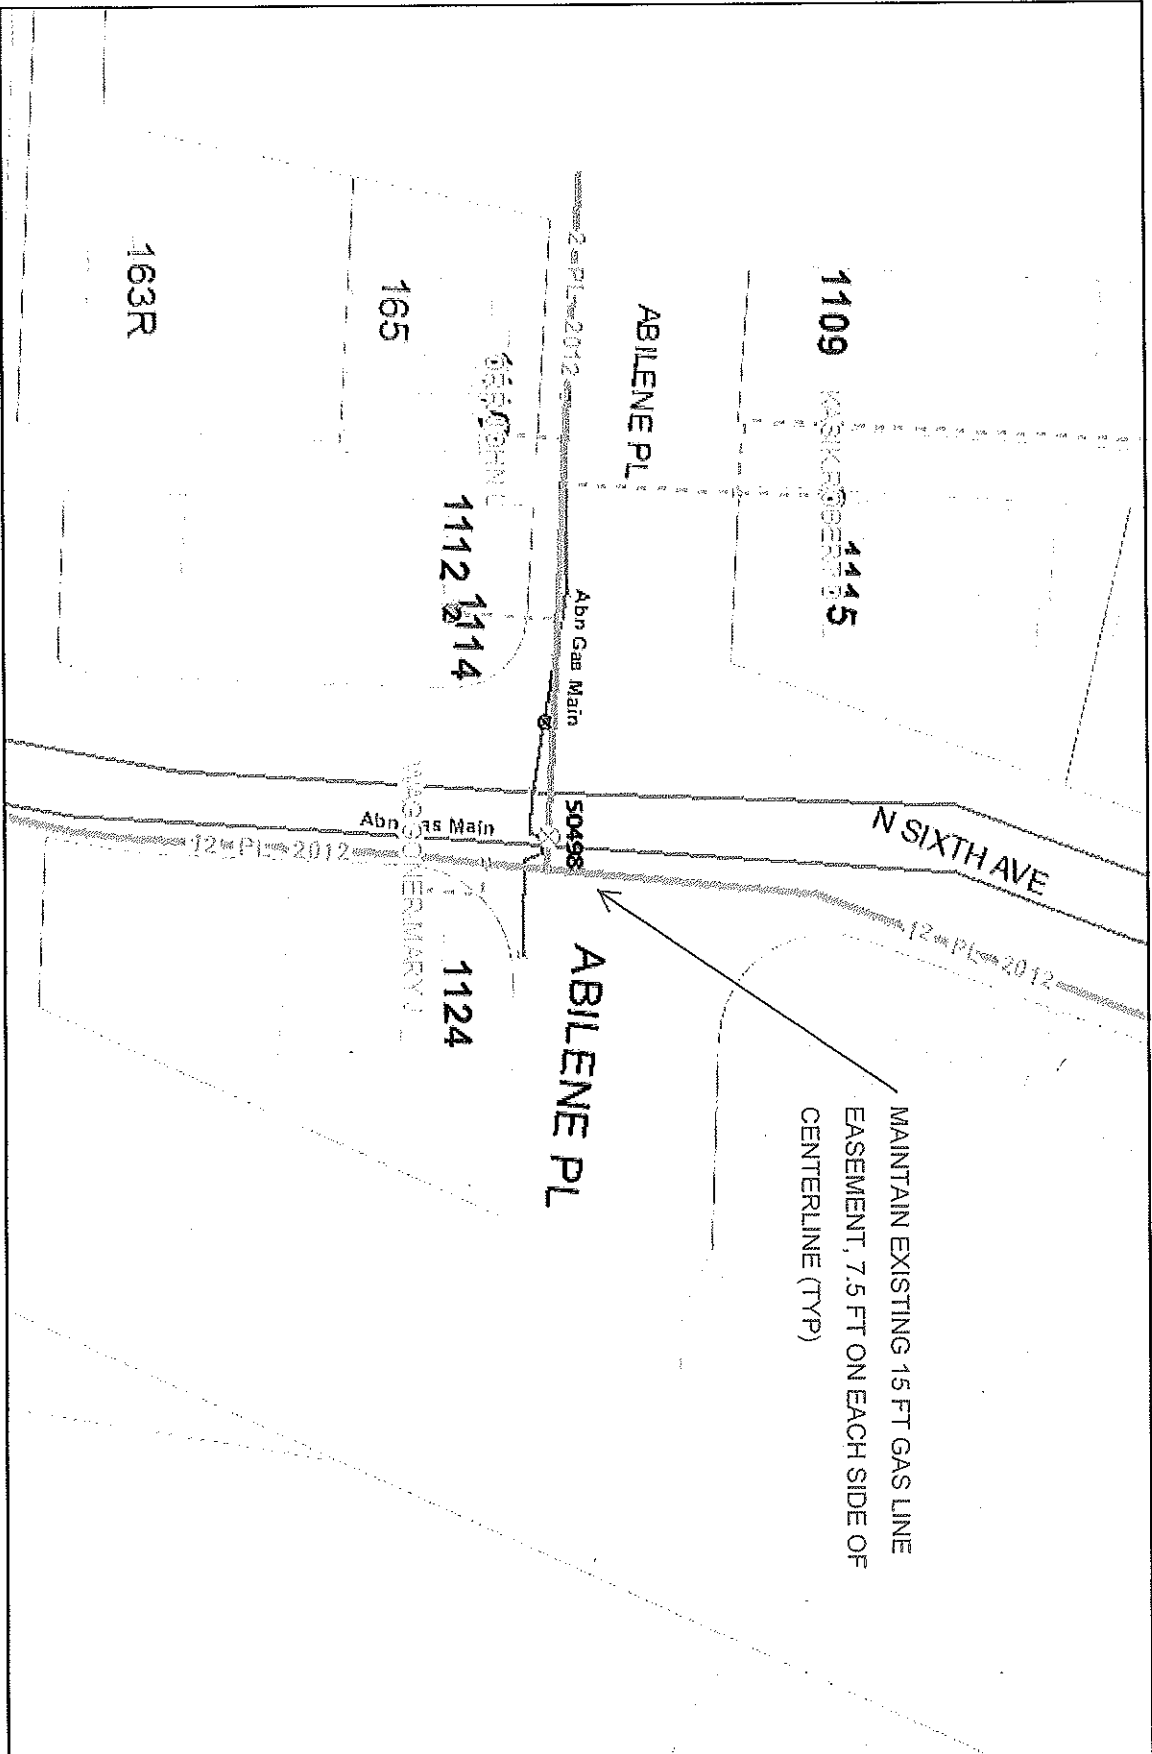 MAINTAIN EXISTING 15 FT GAS LINE
EASEMENT, 7.5 FT ON EACH SIDE OF
CENTERLINE (TYP)
N SIXTH AVE
12-PL-2012
1109
1115
ABILENE PL
2-PL-2012
Abn Gas Main
50498
ABILENE PL
165
1112
1114
1124
Abn Gas Main
12-PL-2012
163R